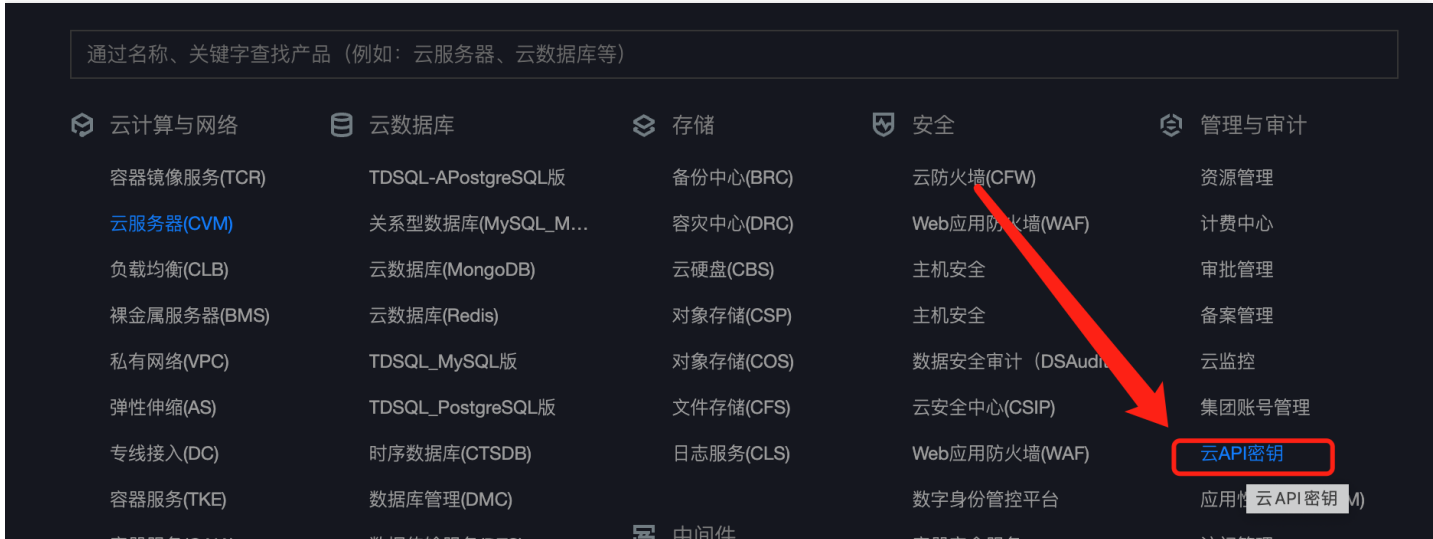 通过名称、关键字查找产品（例如：云服务器、云数据库等）
云计算与网络
容器镜像服务(TCR)
云服务器(CVM)
负载均衡(CLB)
裸金属服务器(BMS)
私有网络(VPC)
弹性伸缩(AS)
专线接入(DC)
容器服务(TKE)
云数据库
TDSQL-APostgreSQL版
关系型数据库(MySQL_M...
云数据库(MongoDB)
云数据库(Redis)
TDSQL_MySQL版
TDSQL_PostgreSQL版
时序数据库(CTSDB)
数据库管理(DMC)
存储
备份中心(BRC)
容灾中心(DRC)
云硬盘(CBS)
对象存储(CSP)
对象存储(COS)
文件存储(CFS)
日志服务(CLS)
中间件
安全
云防火墙(CFW)
Web应用防火墙(WAF)
主机安全
主机安全
数据安全审计（DSAudit
云安全中心(CSIP)
Web应用防火墙(WAF)
数字身份管控平台
管理与审计
资源管理
计费中心
审批管理
备案管理
云监控
集团账号管理
云API密钥
应用性
云API密钥
M)